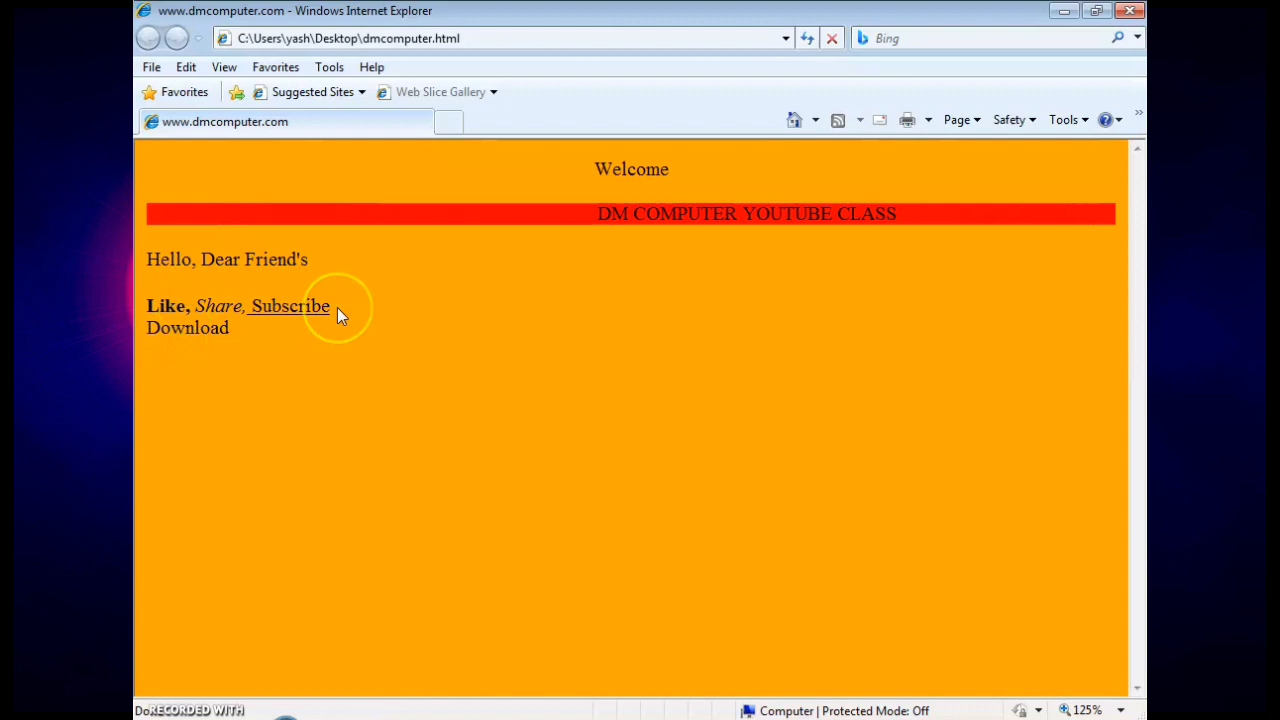 www.dmcomputer.com - Windows Internet Explorer
C:\Users\yash\Desktop\dmcomputer.html
Bing
File Edit View Favorites Tools Help
Favorites Suggested Sites Web Slice Gallery
www.dmcomputer.com
Page Safety Tools
»
Welcome
DM COMPUTER YOUTUBE CLASS
Hello, Dear Friend's
Like, Share, Subscribe
Download
RECORDED WITH
Computer | Protected Mode: Off
125%